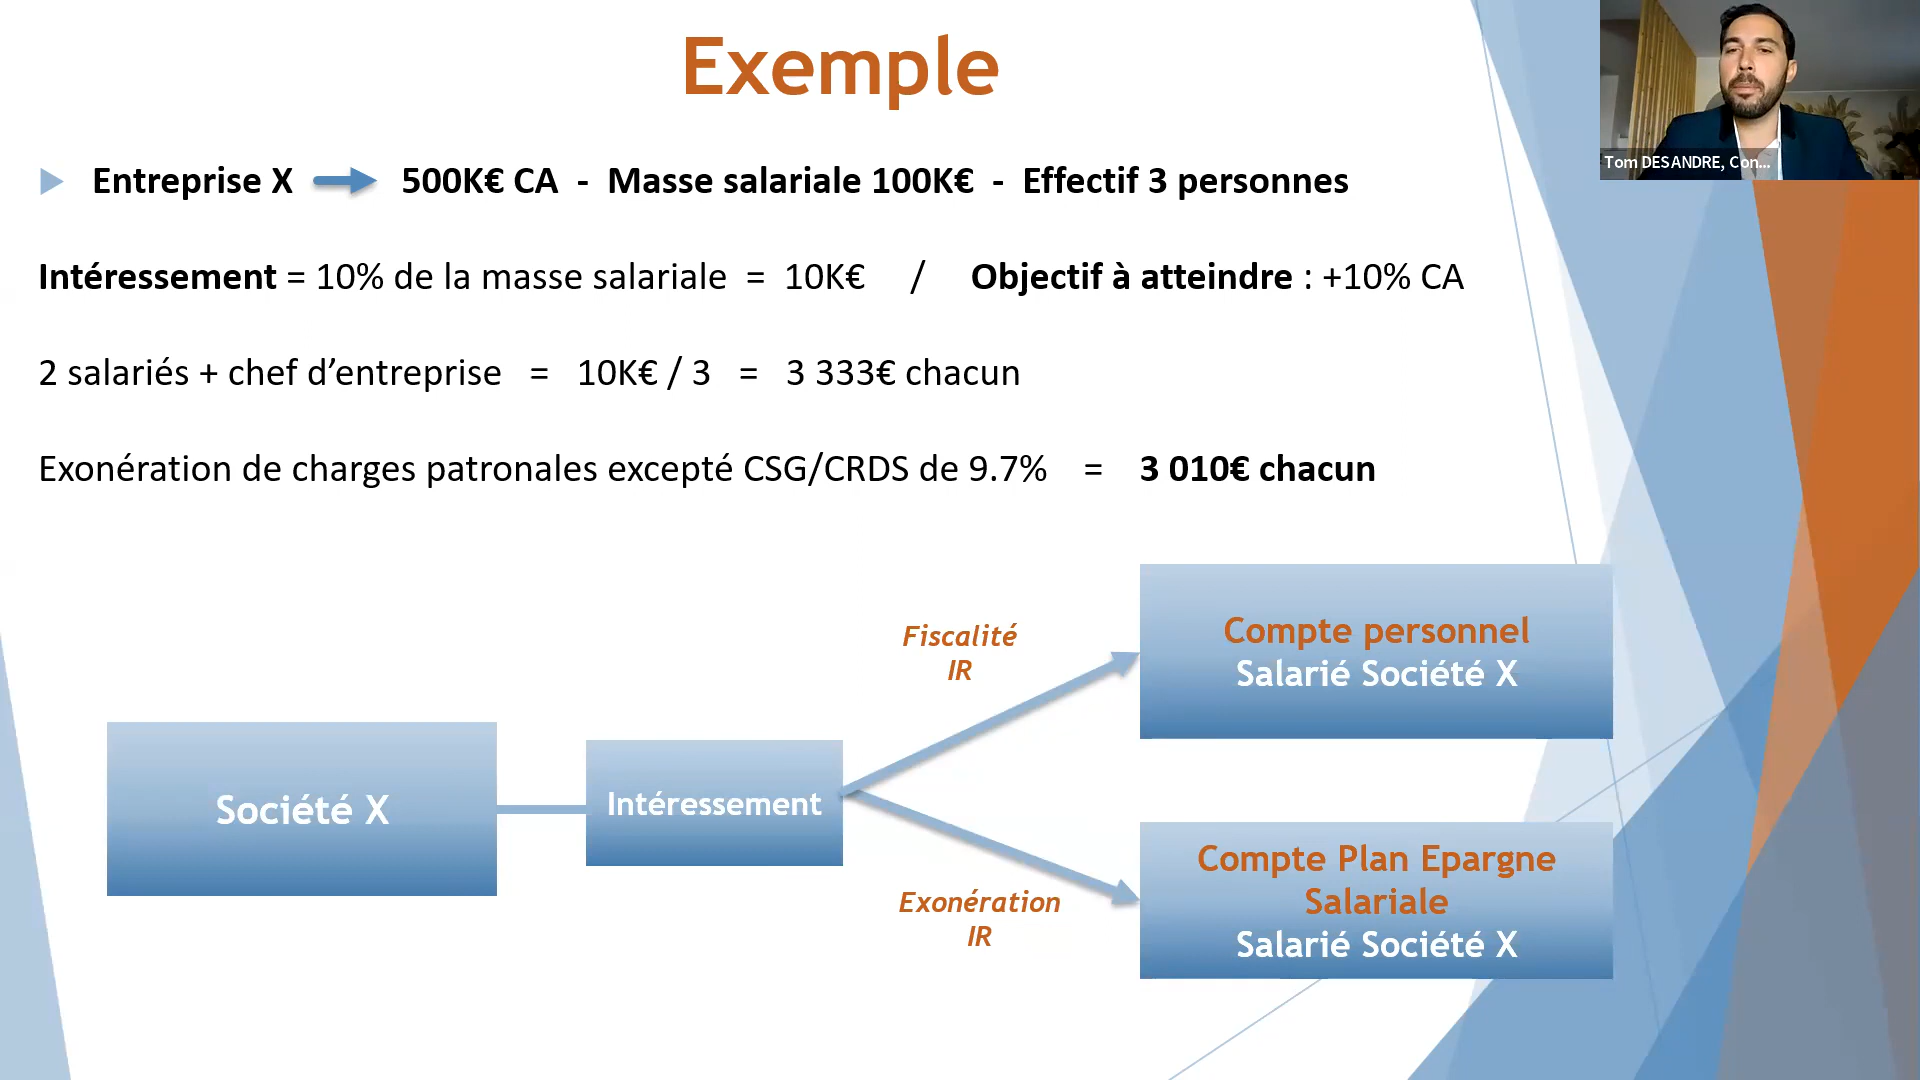 Exemple
Tom DESANDRE, Con...
Entreprise X 500K€ CA - Masse salariale 100K€ - Effectif 3 personnes
Intéressement = 10% de la masse salariale = 10K€ / Objectif à atteindre : +10% CA
2 salariés + chef d’entreprise = 10K€ / 3 = 3 333€ chacun
Exonération de charges patronales excepté CSG/CRDS de 9.7% = 3 010€ chacun
Fiscalité
IR
Compte personnel
Salarié Société X
Société X
Intéressement
Exonération
IR
Compte Plan Epargne
Salariale
Salarié Société X